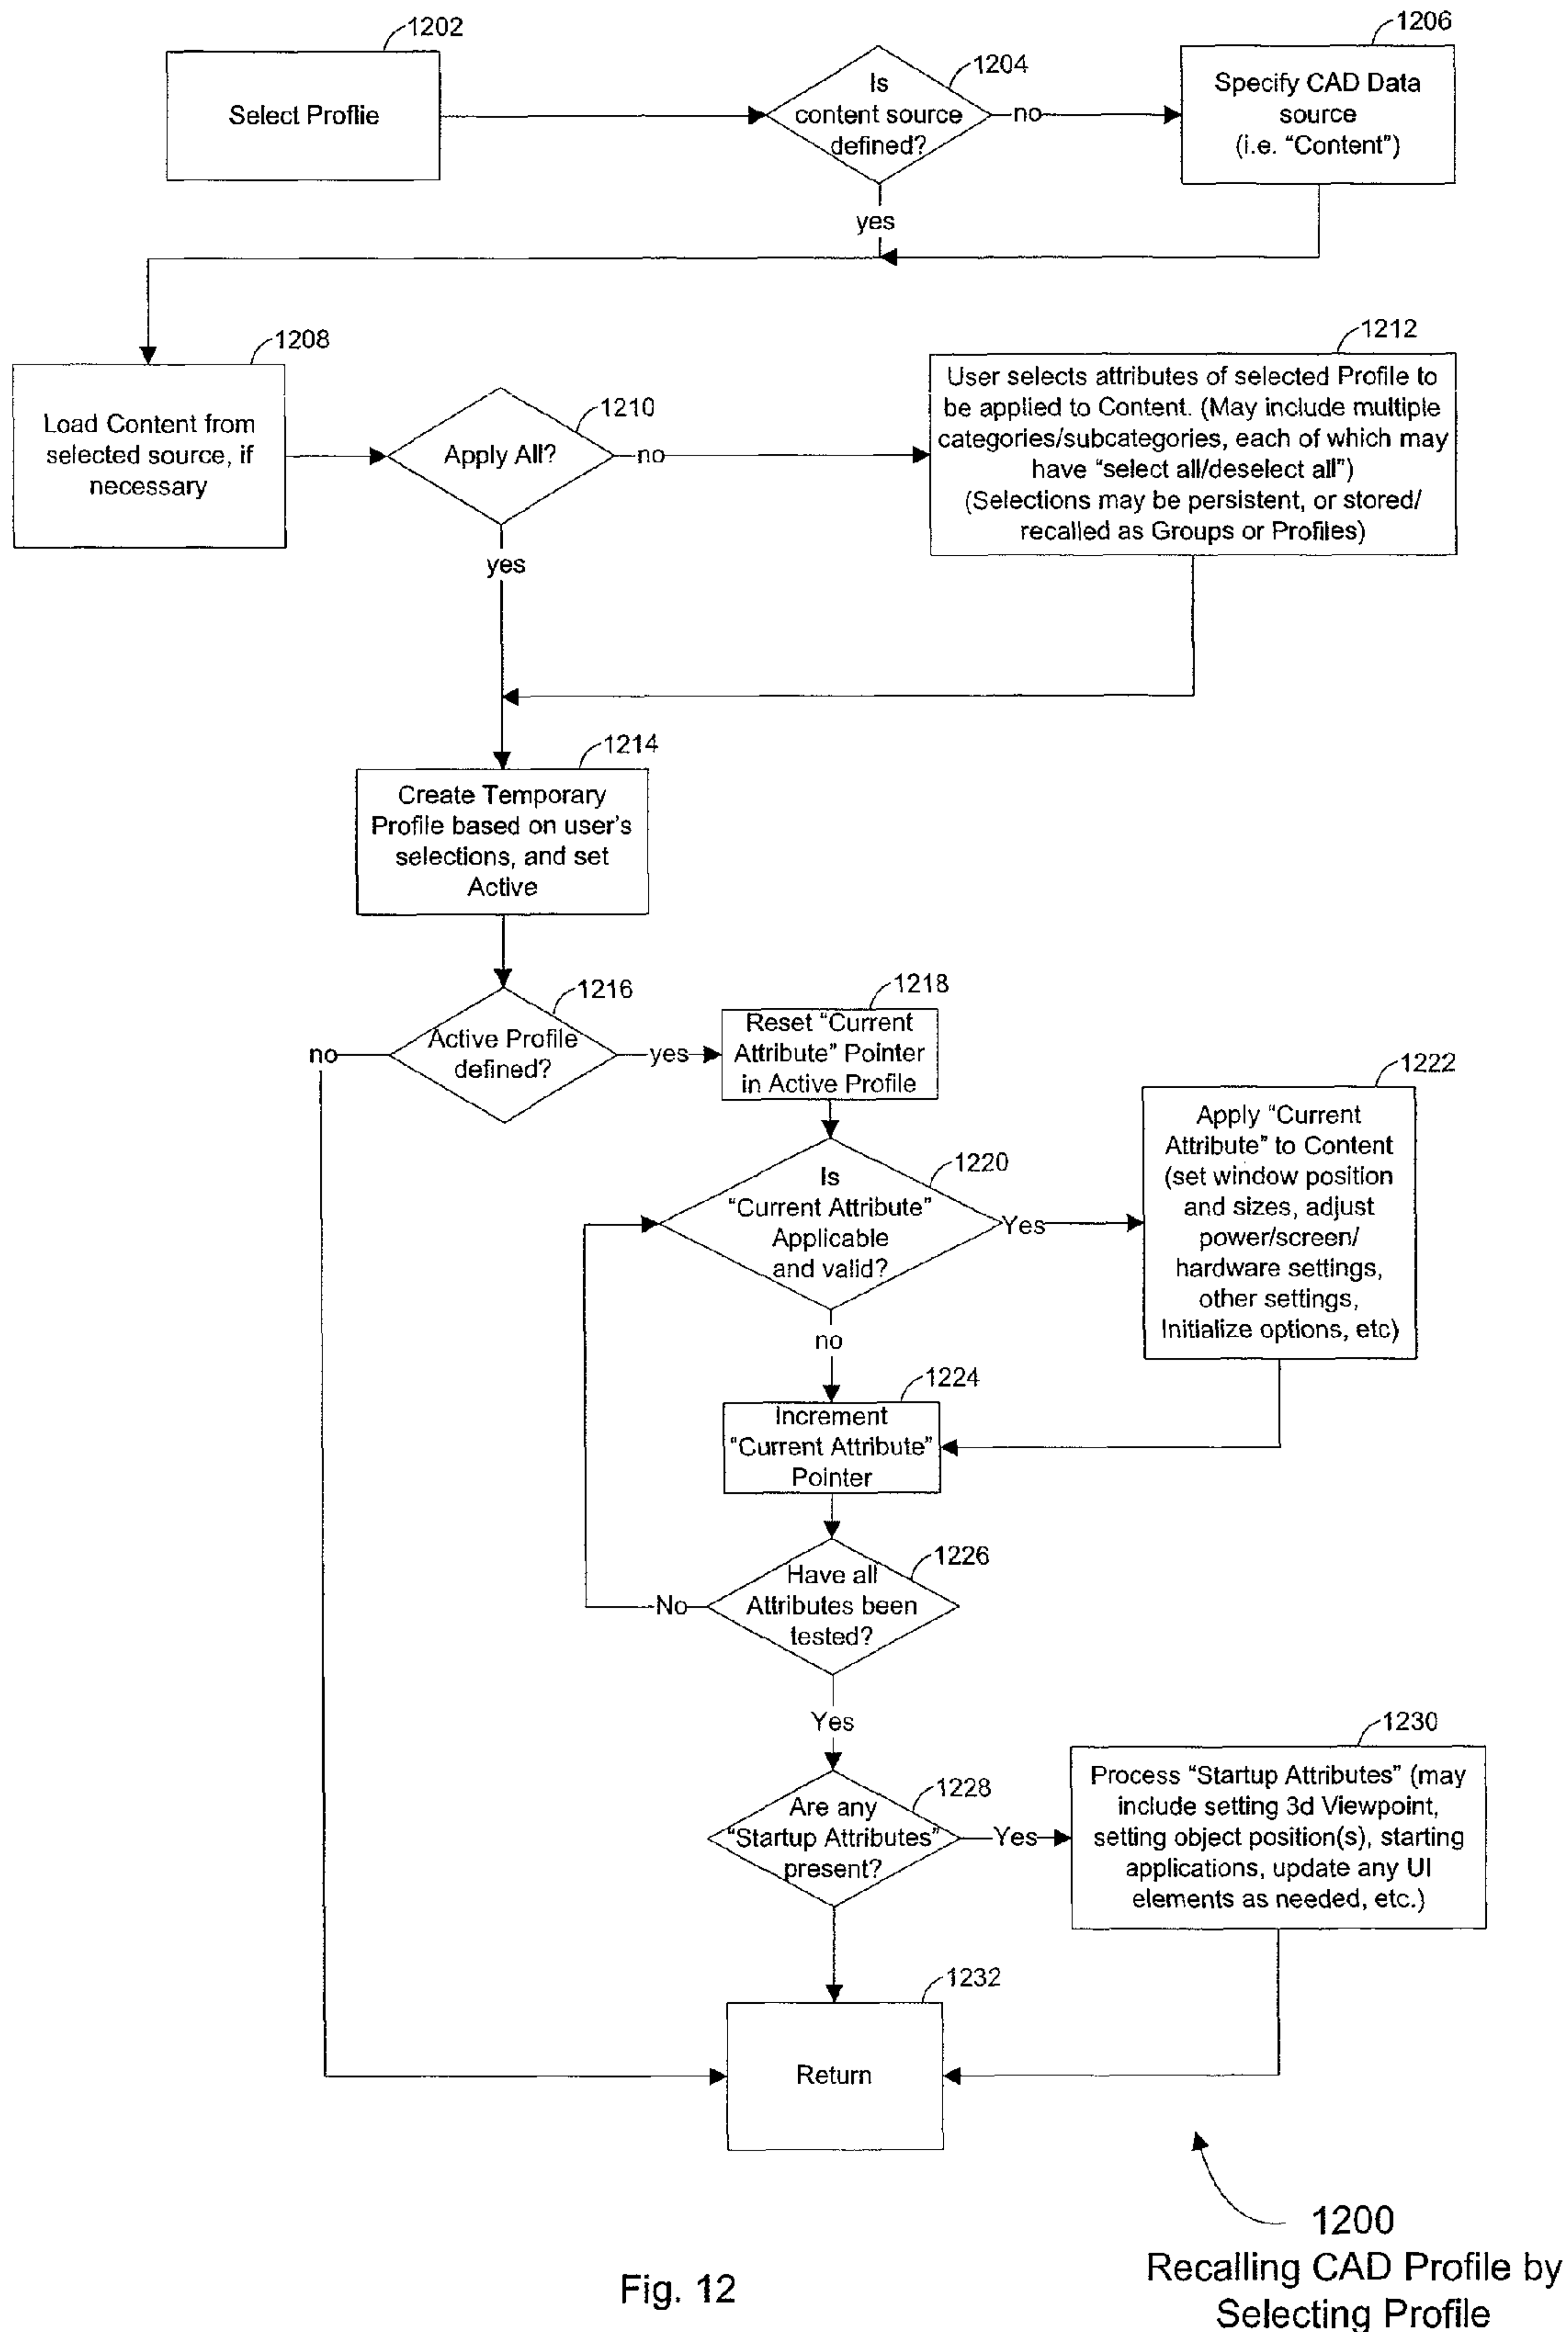 1202
Select Proflie
1204
Is
content source
defined?
no
yes
1206
Specify CAD Data
source
(i.e. “Content”)
1208
Load Content from
selected source, if
necessary
1210
Apply All?
no
yes
1212
User selects attributes of selected Profile to
be applied to Content. (May include multiple
categories/subcategories, each of which may
have “select all/deselect all”)
(Selections may be persistent, or stored/
recalled as Groups or Profiles)
1214
Create Temporary
Profile based on user's
selections, and set
Active
1216
Active Profile
defined?
no
yes
1218
Reset “Current
Attribute” Pointer
in Active Profile
1220
Is
“Current Attribute”
Applicable
and valid?
Yes
no
1222
Apply “Current
Attribute” to Content
(set window position
and sizes, adjust
power/screen/
hardware settings,
other settings,
Initialize options, etc)
1224
Increment
“Current Attribute”
Pointer
1226
Have all
Attributes been
tested?
No
Yes
1228
Are any
“Startup Attributes”
present?
Yes
1230
Process “Startup Attributes” (may
include setting 3d Viewpoint,
setting object position(s), starting
applications, update any UI
elements as needed, etc.)
1232
Return
1200
Recalling CAD Profile by
Selecting Profile
Fig. 12